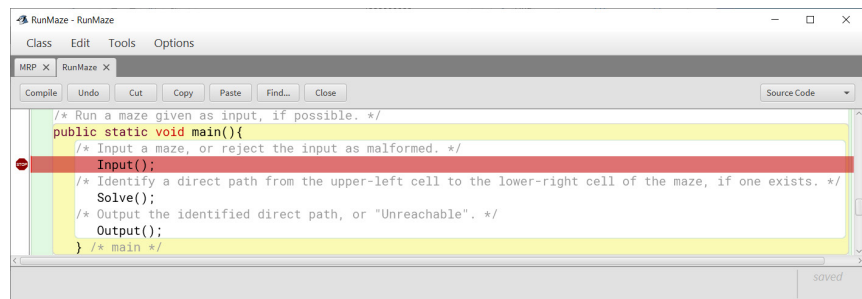 RunMaze - RunMaze
Class Edit Tools Options
MRP X RunMaze X
Compile Undo Cut Copy Paste Find... Close Source Code
/* Run a maze given as input, if possible. */
public static void main(){
/* Input a maze, or reject the input as malformed. */
STOP Input();
/* Identify a direct path from the upper-left cell to the lower-right cell of the maze, if one exists. */
Solve();
/* Output the identified direct path, or "Unreachable". */
Output();
} /* main */
saved